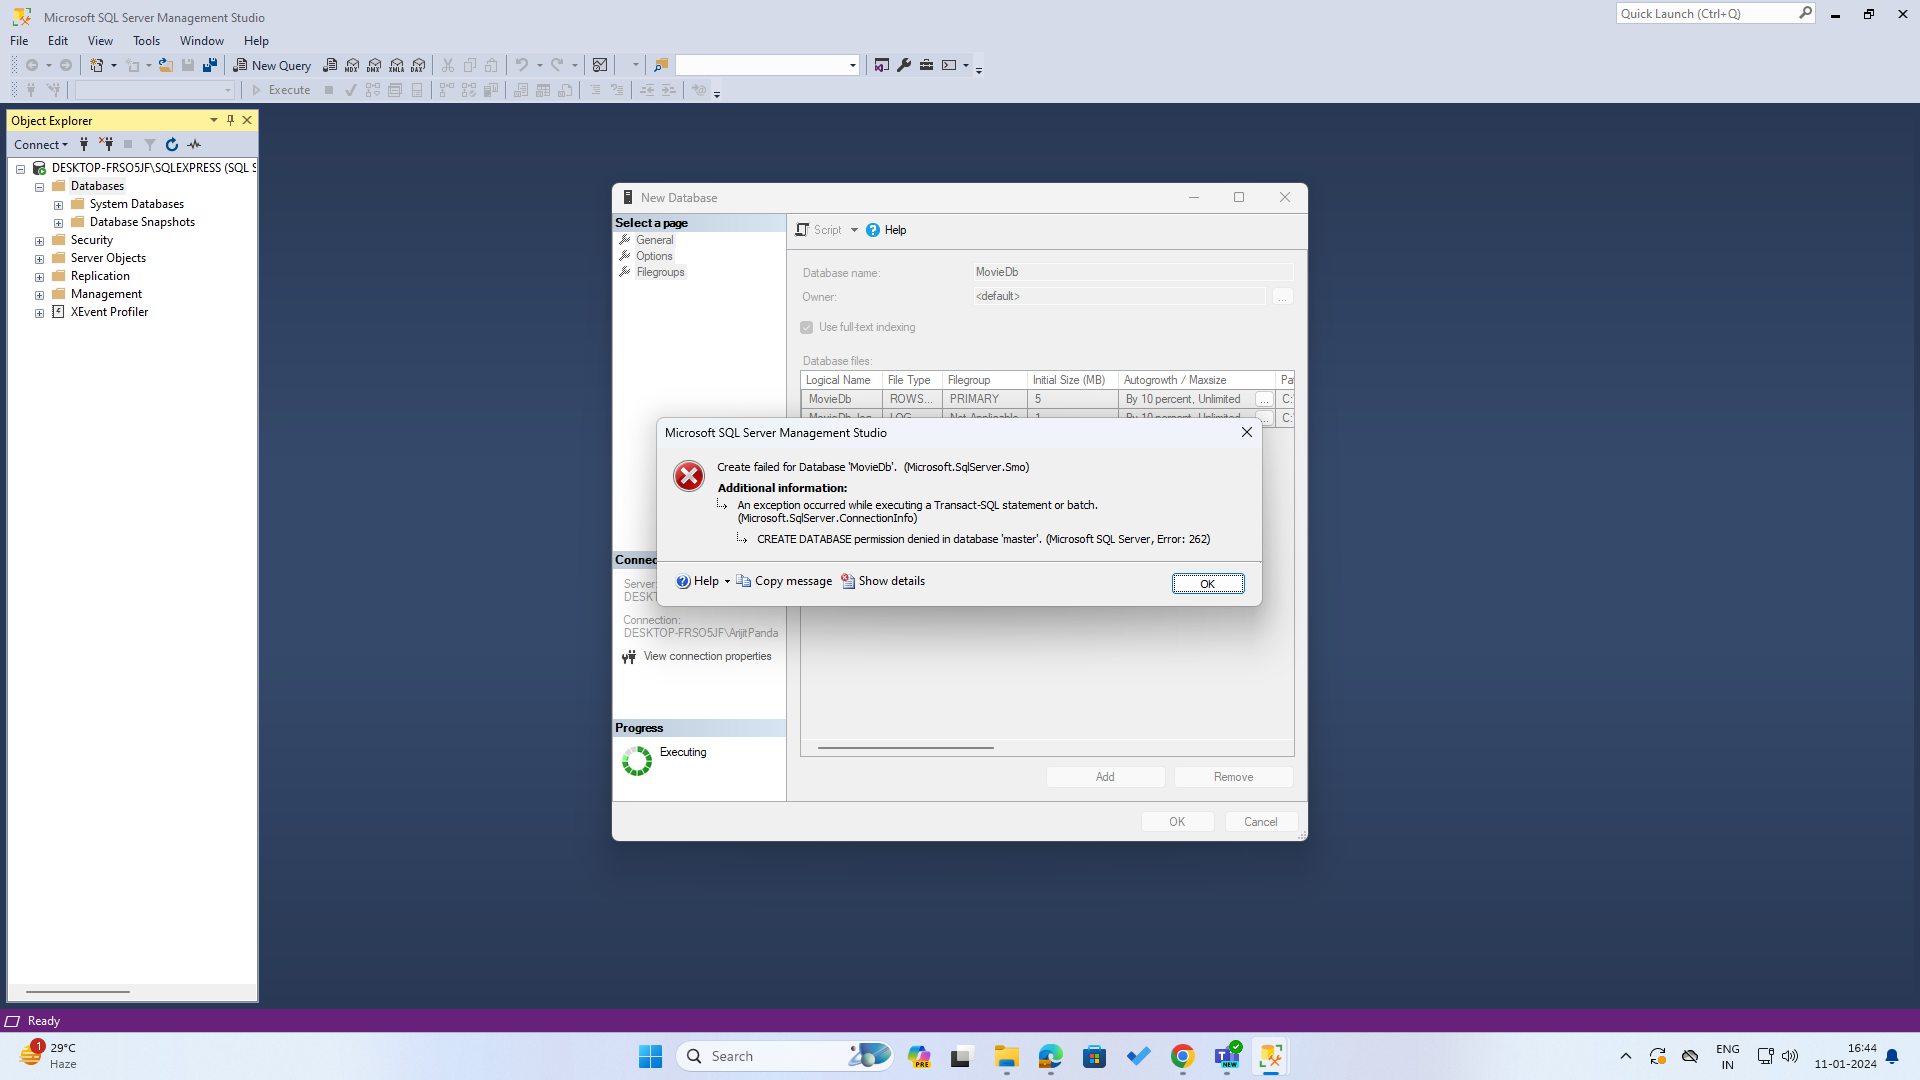 Microsoft SQL Server Management Studio
Quick Launch (Ctrl+Q)
File Edit View Tools Window Help
New Query MDX DMX XMLA DAX
Execute
Object Explorer
Connect
DESKTOP-FRSO5JF\SQLEXPRESS (SQL S
Databases
System Databases
Database Snapshots
Security
Server Objects
Replication
Management
XEvent Profiler
New Database
Select a page
General
Options
Filegroups
Script Help
Database name: MovieDb
Owner: <default> ...
Use full-text indexing
Database files:
Logical Name File Type Filegroup Initial Size (MB) Autogrowth / Maxsize Pa
MovieDb ROWS... PRIMARY 5 By 10 percent, Unlimited ... C:\
MovieDb_log LOG Not Applicable 1 By 10 percent, Unlimited ... C:
Microsoft SQL Server Management Studio
Create failed for Database 'MovieDb'. (Microsoft.SqlServer.Smo)
Additional information:
An exception occurred while executing a Transact-SQL statement or batch.
(Microsoft.SqlServer.ConnectionInfo)
CREATE DATABASE permission denied in database 'master'. (Microsoft SQL Server, Error: 262)
Help Copy message Show details OK
Connec
Server:
DESKT
Connection:
DESKTOP-FRSO5JF\ArijitPanda
View connection properties
Progress
Executing
Add Remove
OK Cancel
Ready
1 29°C
Haze
Search
PRE
NEW
ENG
IN
16:44
11-01-2024